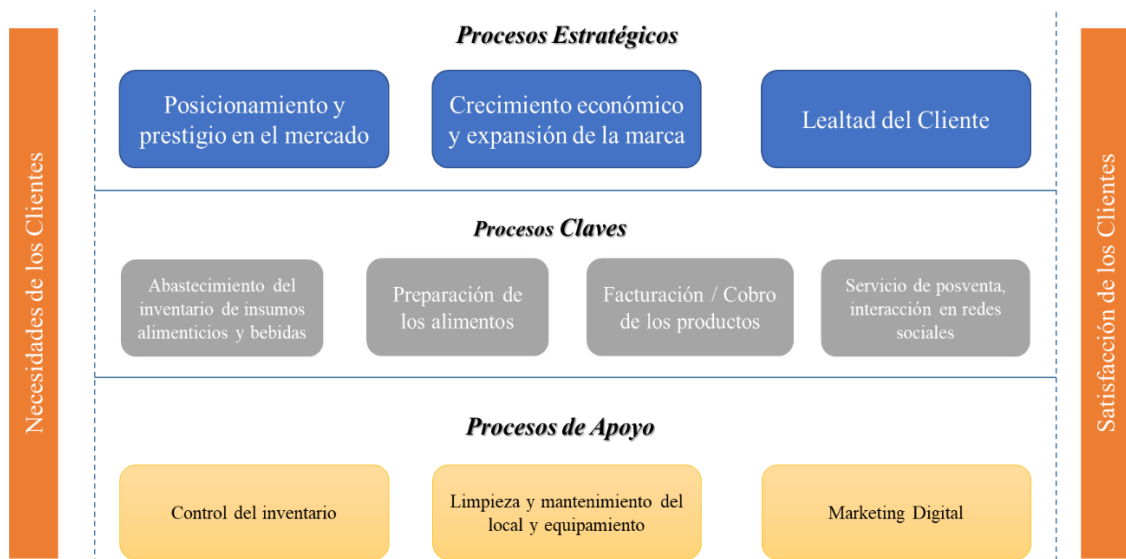 Necesidades de los Clientes
Procesos Estratégicos
Posicionamiento y
prestigio en el mercado
Crecimiento económico
y expansión de la marca
Lealtad del Cliente
Procesos Claves
Abastecimiento del
inventario de insumos
alimenticios y bebidas
Preparación de
los alimentos
Facturación / Cobro
de los productos
Servicio de posventa,
interacción en redes
sociales
Procesos de Apoyo
Control del inventario
Limpieza y mantenimiento del
local y equipamiento
Marketing Digital
Satisfacción de los Clientes